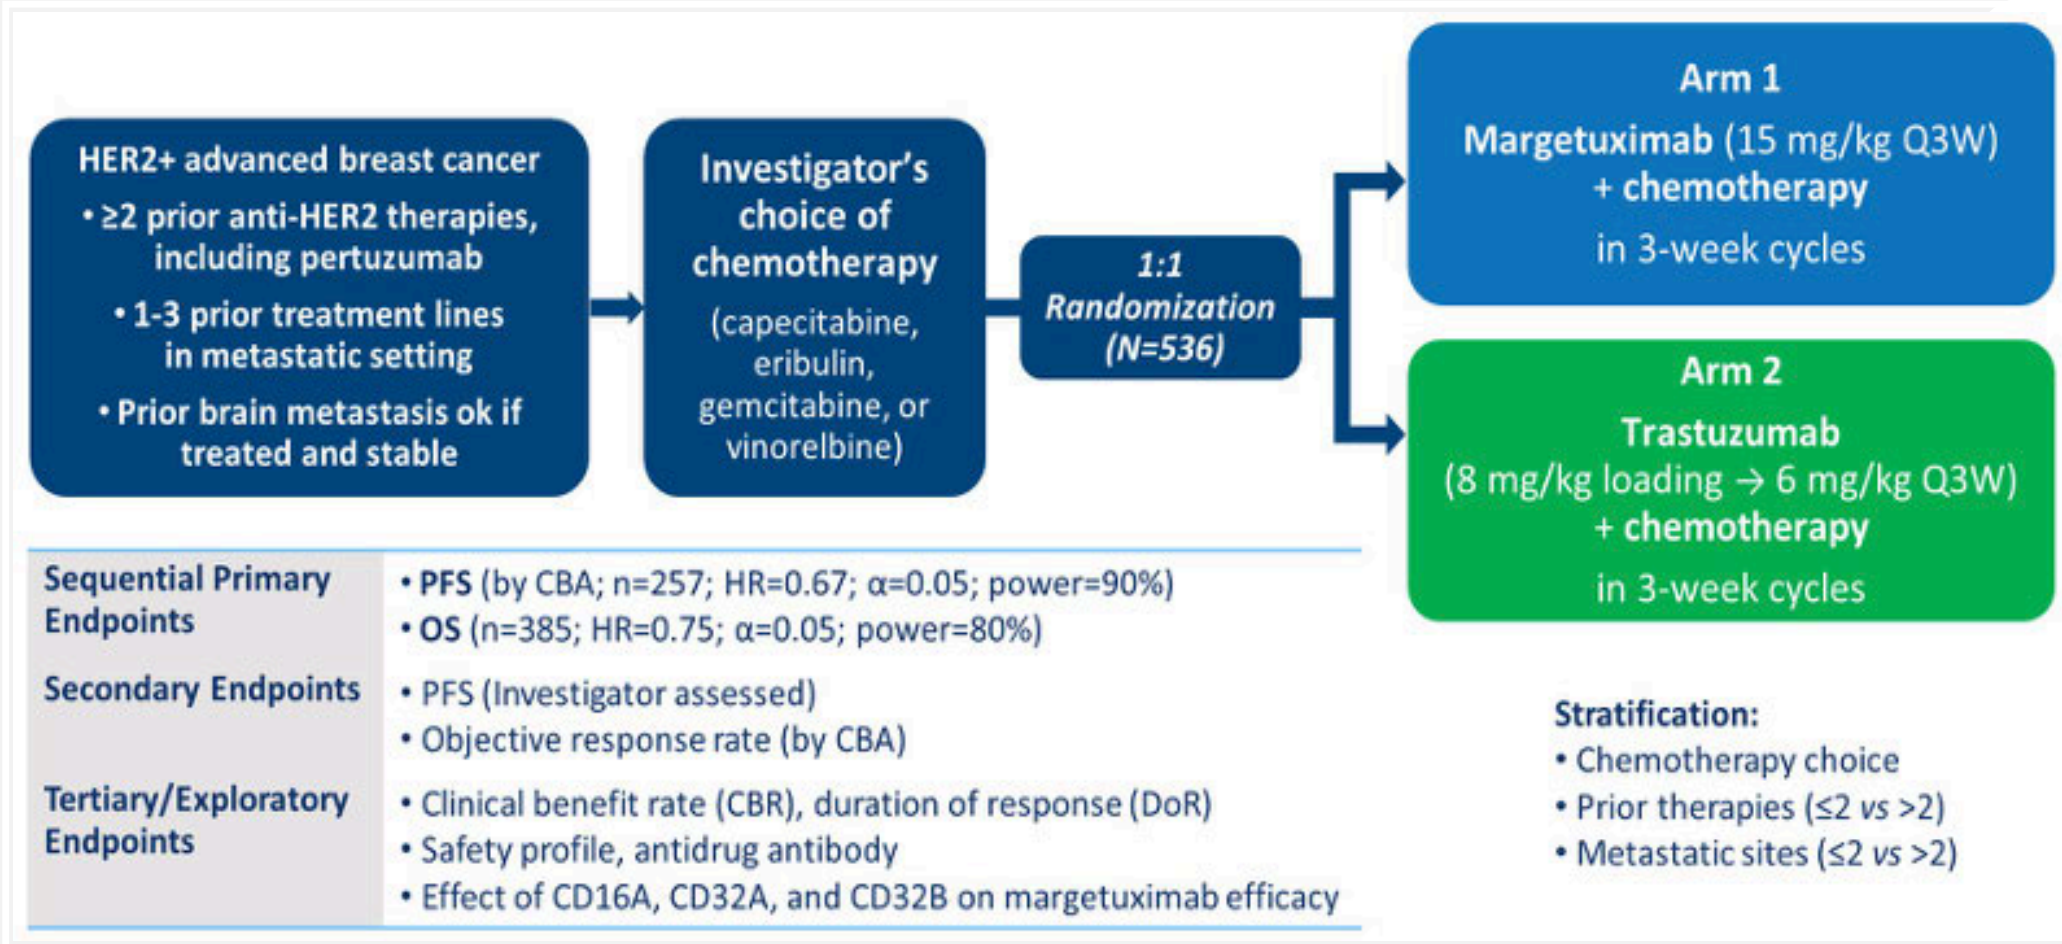 HER2+ advanced breast cancer
• ≥2 prior anti-HER2 therapies,
including pertuzumab
• 1-3 prior treatment lines
in metastatic setting
• Prior brain metastasis ok if
treated and stable
Investigator's
choice of
chemotherapy
(capecitabine,
eribulin,
gemcitabine, or
vinorelbine)
1:1
Randomization
(N=536)
Arm 1
Margetuximab (15 mg/kg Q3W)
+ chemotherapy
in 3-week cycles
Arm 2
Trastuzumab
(8 mg/kg loading → 6 mg/kg Q3W)
+ chemotherapy
in 3-week cycles
Sequential Primary
Endpoints
• PFS (by CBA; n=257; HR=0.67; α=0.05; power=90%)
• OS (n=385; HR=0.75; α=0.05; power=80%)
Secondary Endpoints
• PFS (Investigator assessed)
• Objective response rate (by CBA)
Tertiary/Exploratory
Endpoints
• Clinical benefit rate (CBR), duration of response (DoR)
• Safety profile, antidrug antibody
• Effect of CD16A, CD32A, and CD32B on margetuximab efficacy
Stratification:
• Chemotherapy choice
• Prior therapies (≤2 vs >2)
• Metastatic sites (≤2 vs >2)